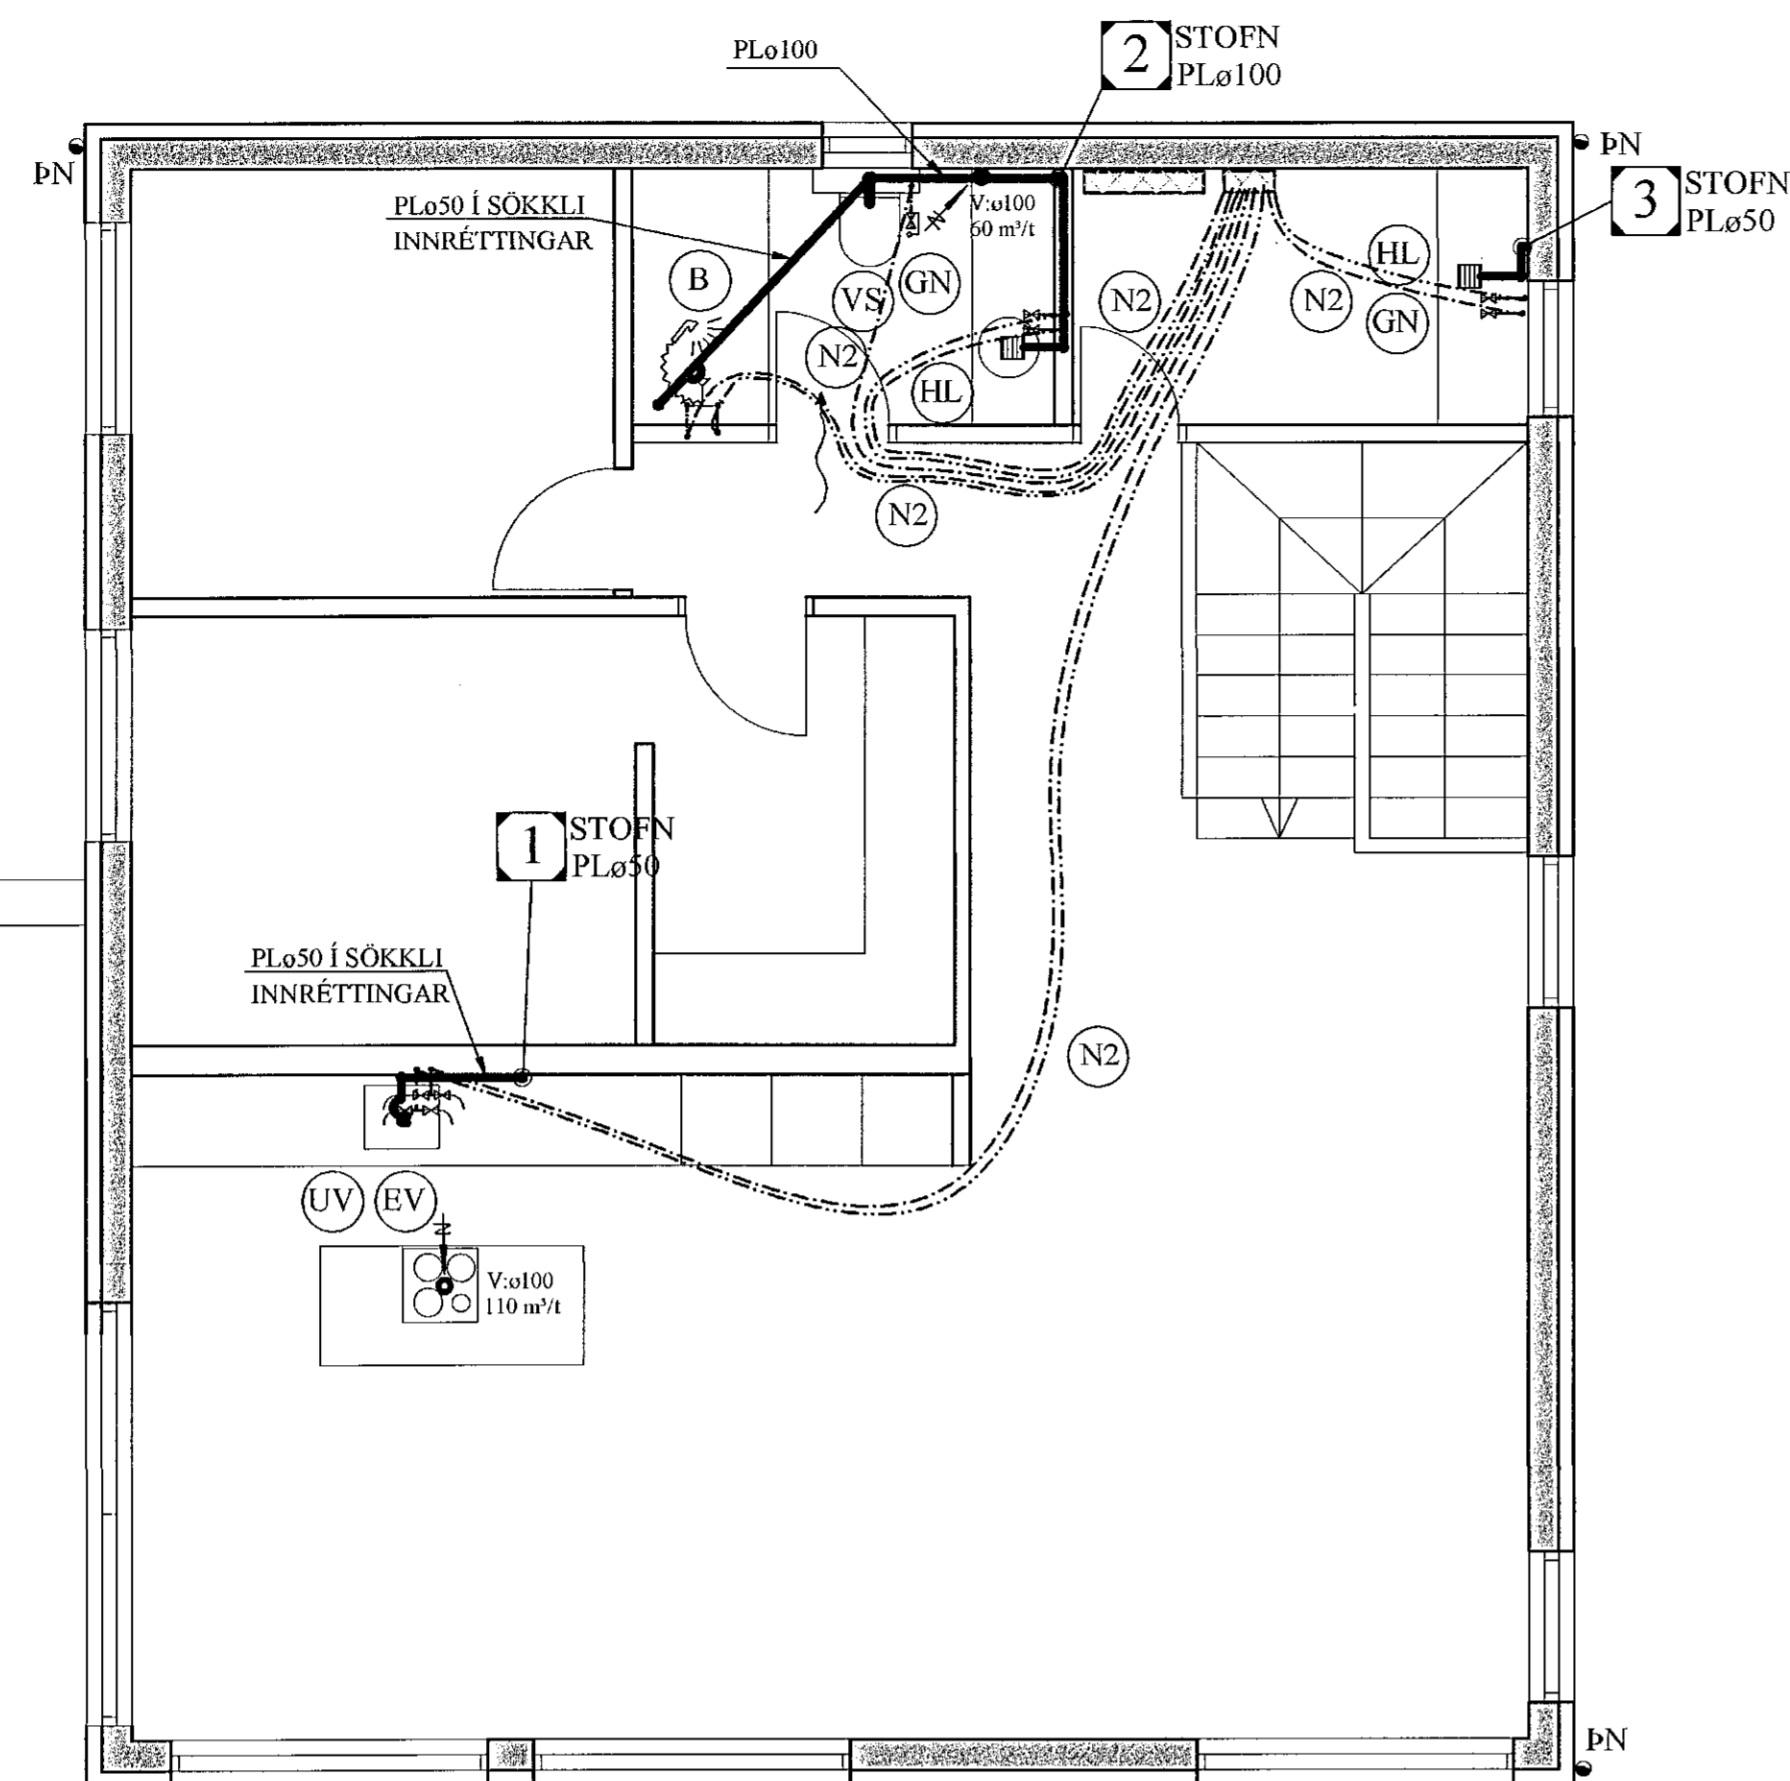 PLø100
2
STOFN
PLø100
ÞN
ÞN
3
STOFN
PLø50
PLø50 Í SÖKKLI
INNRÉTTINGAR
V:ø100
60 m³/t
B
VS
GN
N2
N2
HL
GN
N2
HL
N2
1
STOFN
PLø50
PLø50 Í SÖKKLI
INNRÉTTINGAR
N2
UV
EV
V:ø100
110 m³/t
ÞN